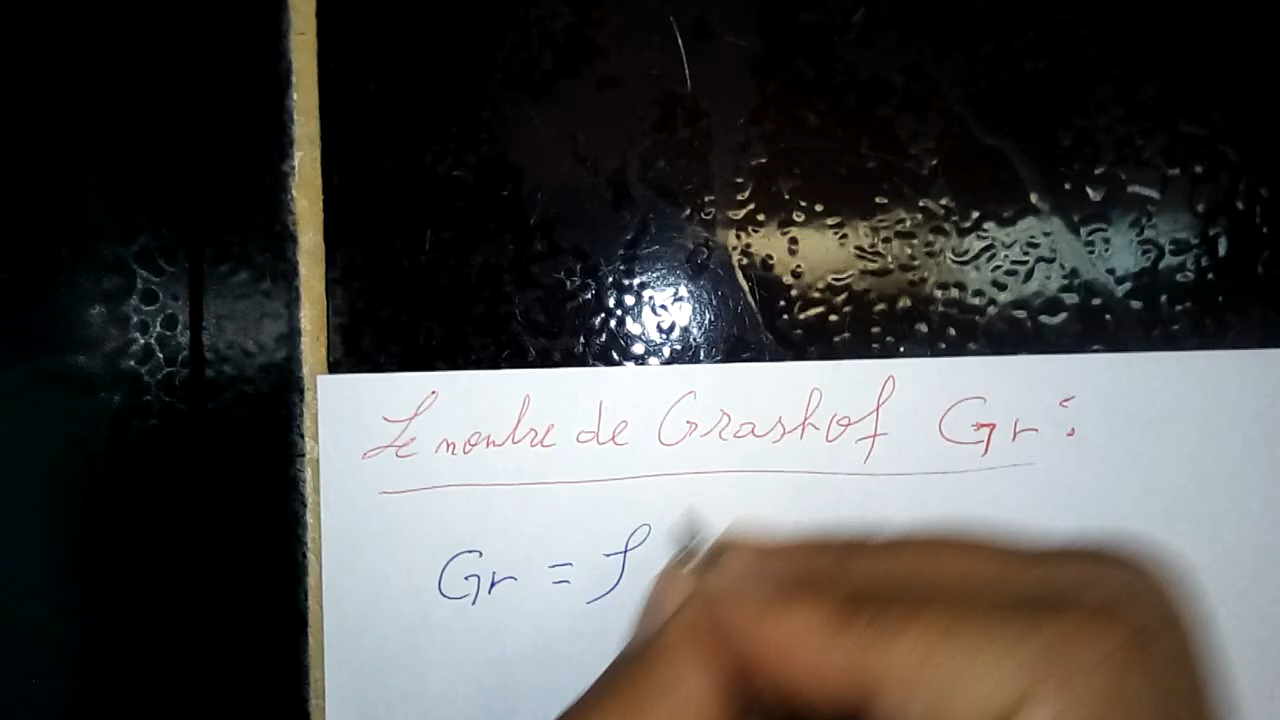 Le nombre de Grashof Gr :
Gr = ρ